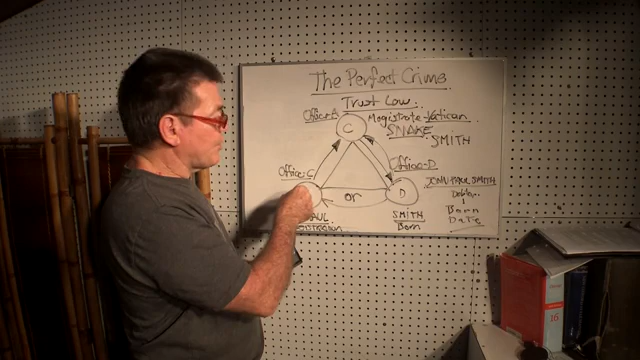 The Perfect Crime
Trust Law
Office-A
Magistrate-Vatican
C
SNAKE
SMITH
Office-C
Office-D
JOHN PAUL SMITH
or
D
SMITH
Born
Born
Date
16